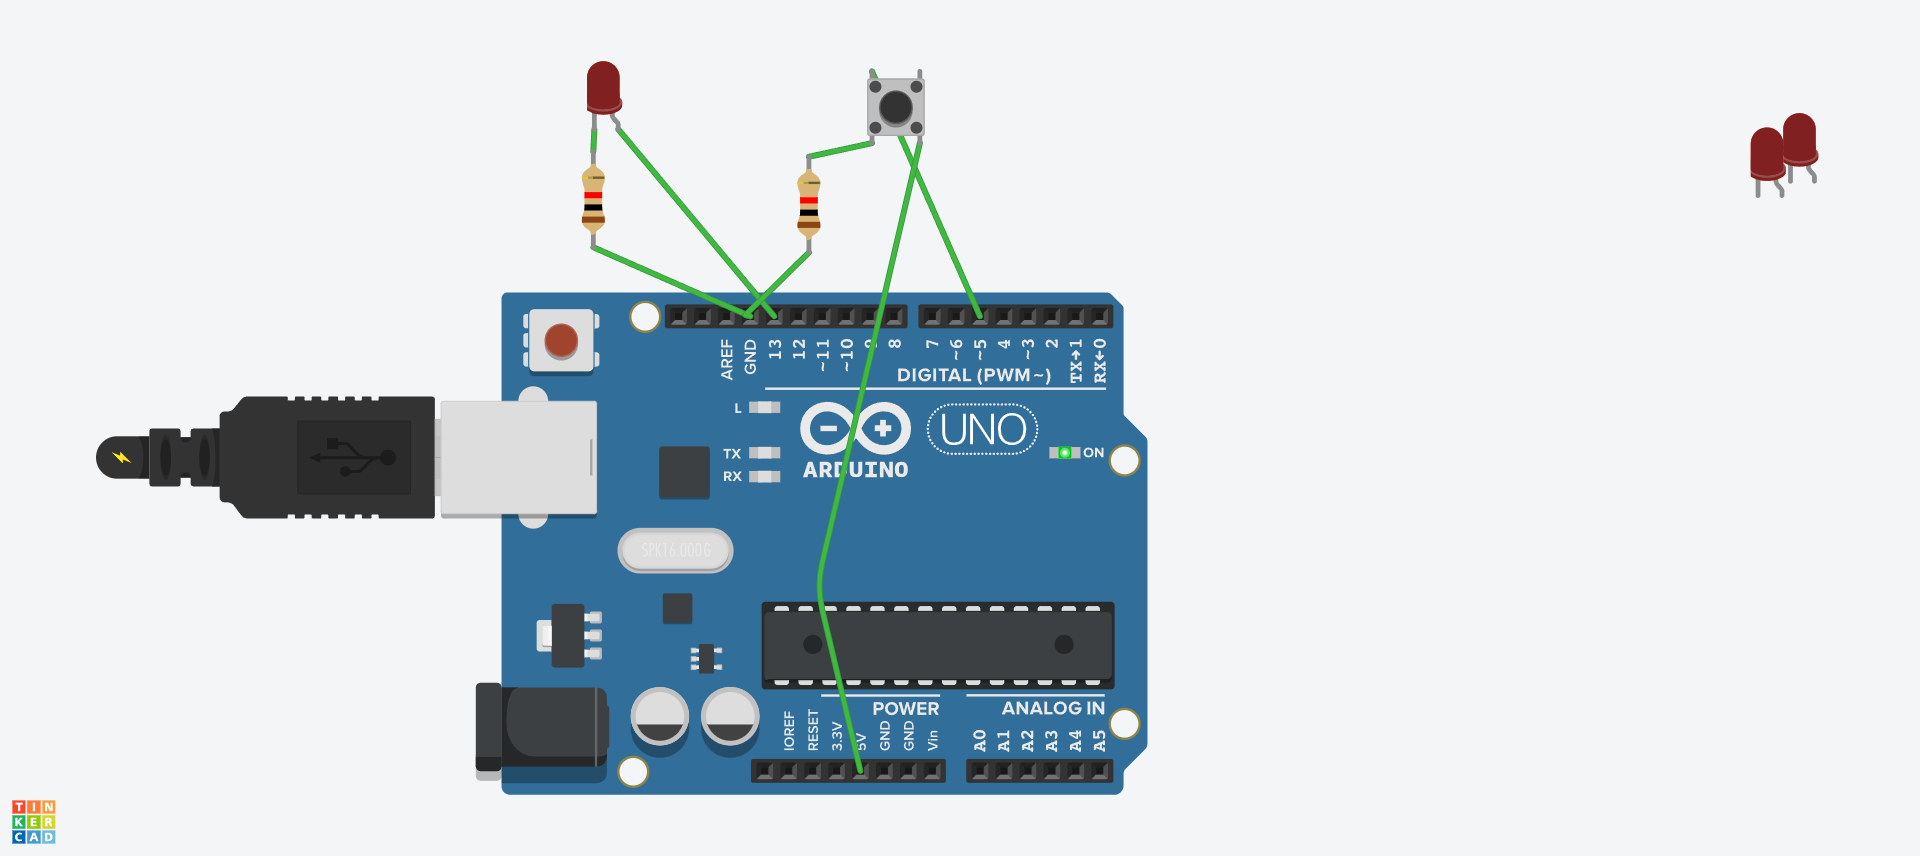 AREF
GND
13
12
~11
~10
9
8
7
~6
~5
4
~3
2
TX→1
RX←0
DIGITAL (PWM~)
L
TX
RX
UNO
ARDUINO
ON
SPK16.000G
POWER
ANALOG IN
IOREF
RESET
3.3V
5V
GND
GND
Vin
A0
A1
A2
A3
A4
A5
TIN
KER
CAD